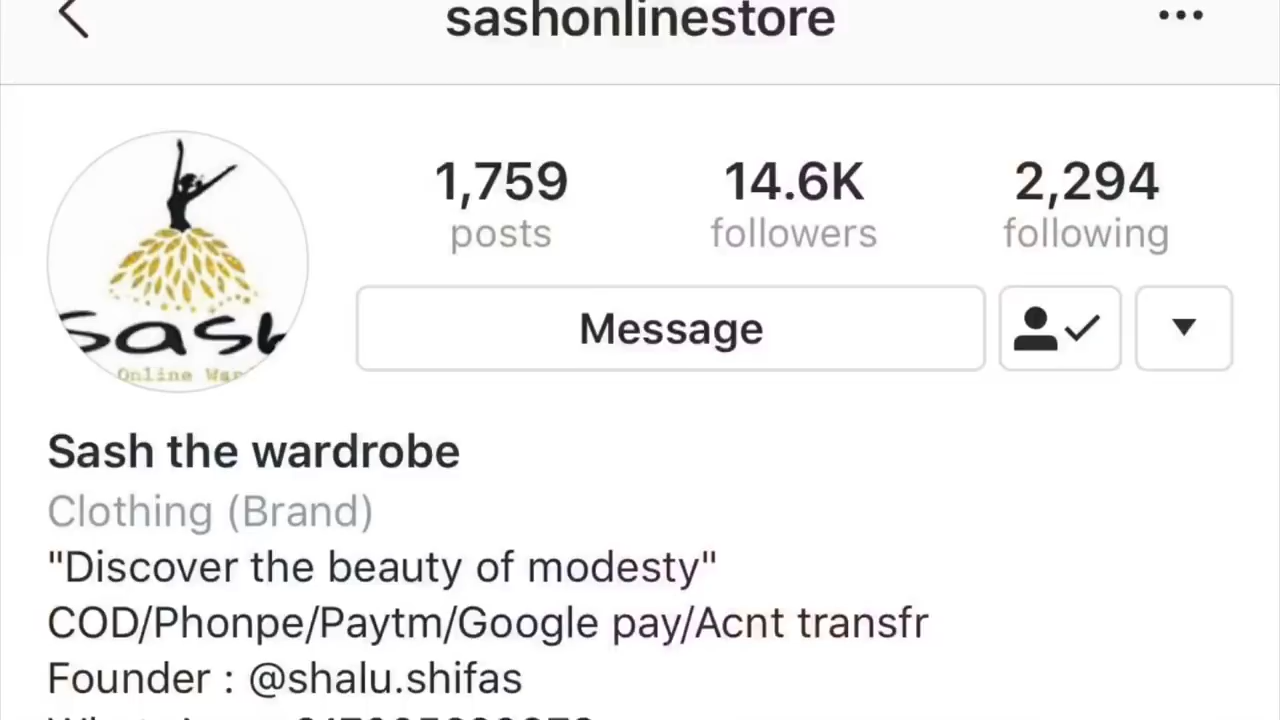 sashonlinestore
1,759
14.6K
2,294
posts
followers
following
Message
Sash
Online
Sash the wardrobe
Clothing (Brand)
"Discover the beauty of modesty"
COD/Phonpe/Paytm/Google pay/Acnt transfr
Founder : @shalu.shifas